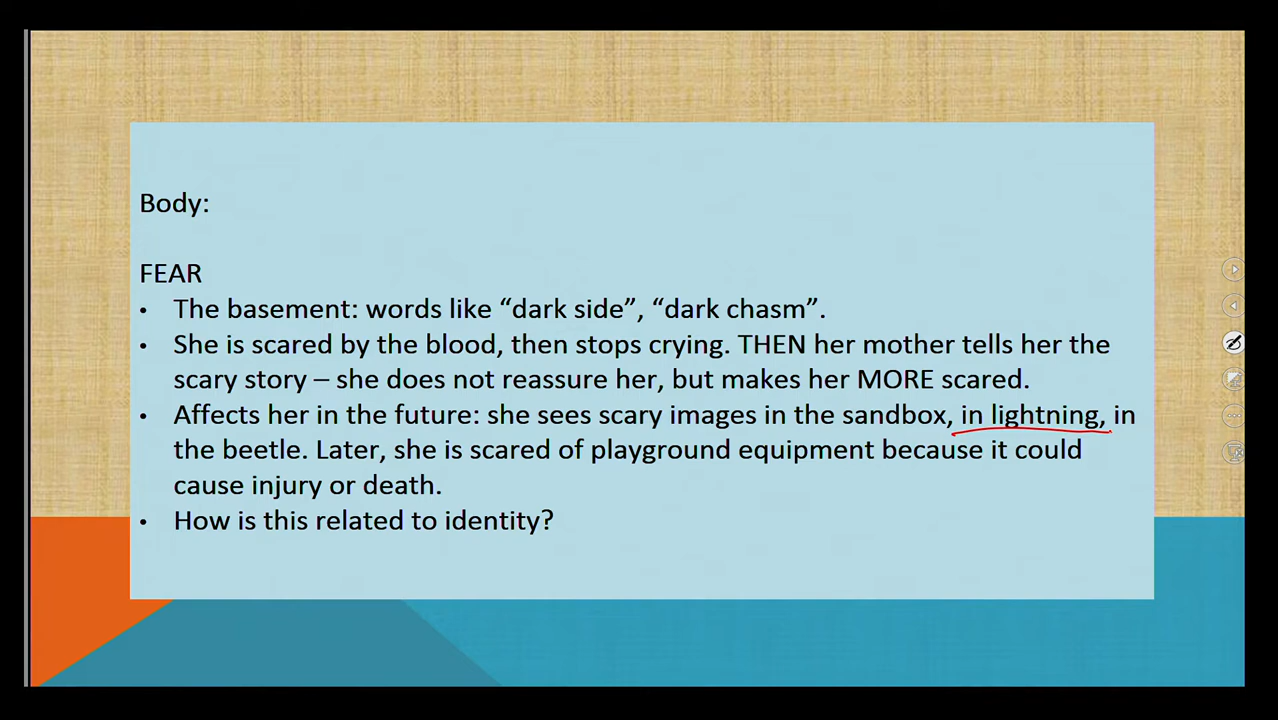 Body:
FEAR
• The basement: words like “dark side”, “dark chasm”.
• She is scared by the blood, then stops crying. THEN her mother tells her the
scary story – she does not reassure her, but makes her MORE scared.
• Affects her in the future: she sees scary images in the sandbox, in lightning, in
the beetle. Later, she is scared of playground equipment because it could
cause injury or death.
• How is this related to identity?